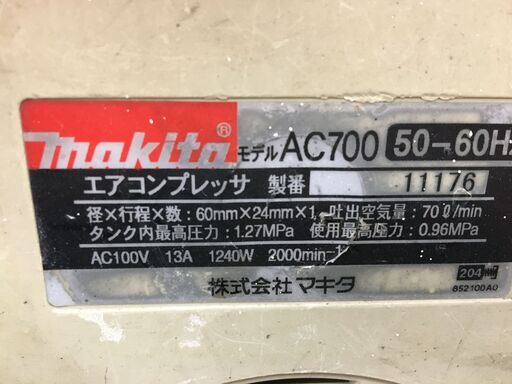 makita®
モデル AC700 50-60Hz
エアコンプレッサ 製番 11176
径×行程×数：60mm×24mm×1 吐出空気量：70ℓ/min
タンク内最高圧力：1.27MPa 使用最高圧力：0.96MPa
AC100V 13A 1240W 2000min-1
204
株式会社 マキタ
852100A0